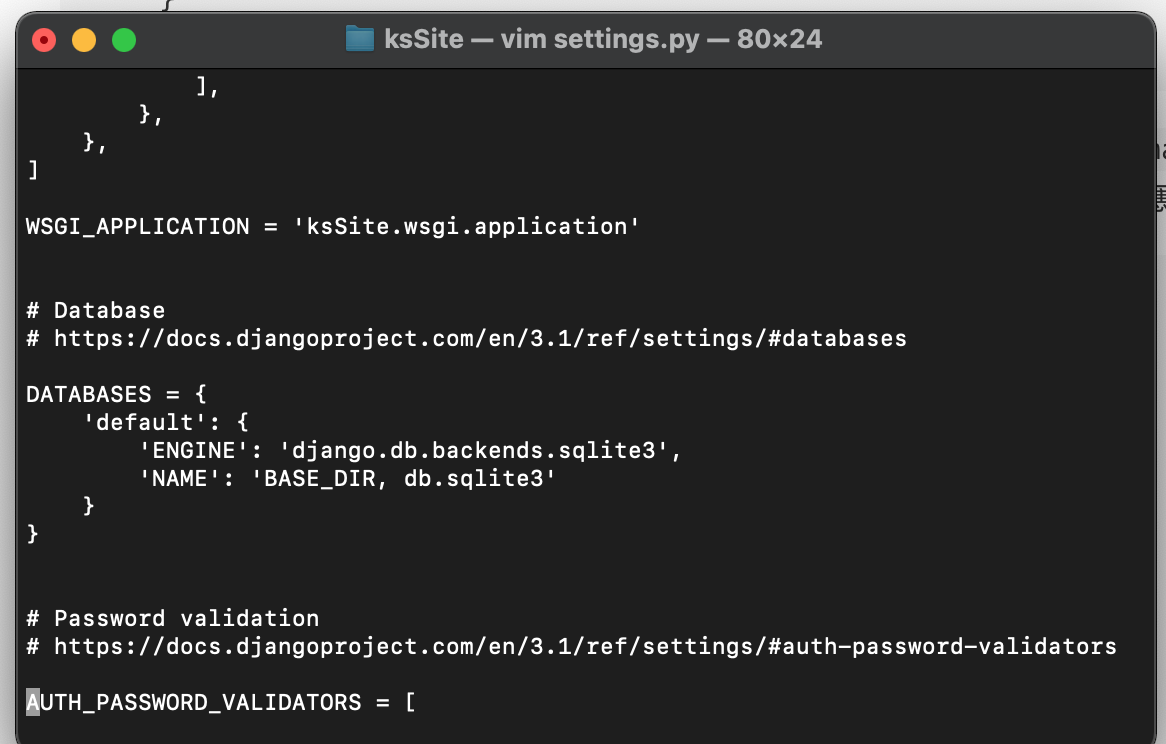 ksSite — vim settings.py — 80×24
            ],
        },
    },
]
WSGI_APPLICATION = 'ksSite.wsgi.application'
# Database
# https://docs.djangoproject.com/en/3.1/ref/settings/#databases
DATABASES = {
    'default': {
        'ENGINE': 'django.db.backends.sqlite3',
        'NAME': 'BASE_DIR, db.sqlite3'
    }
}
# Password validation
# https://docs.djangoproject.com/en/3.1/ref/settings/#auth-password-validators
AUTH_PASSWORD_VALIDATORS = [